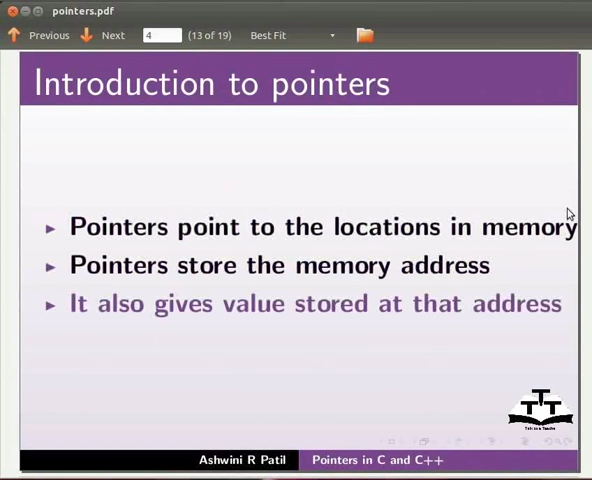 pointers.pdf
Previous Next 4 (13 of 19) Best Fit
Introduction to pointers
Pointers point to the locations in memory
Pointers store the memory address
It also gives value stored at that address
TTT
Ashwini R Patil Pointers in C and C++